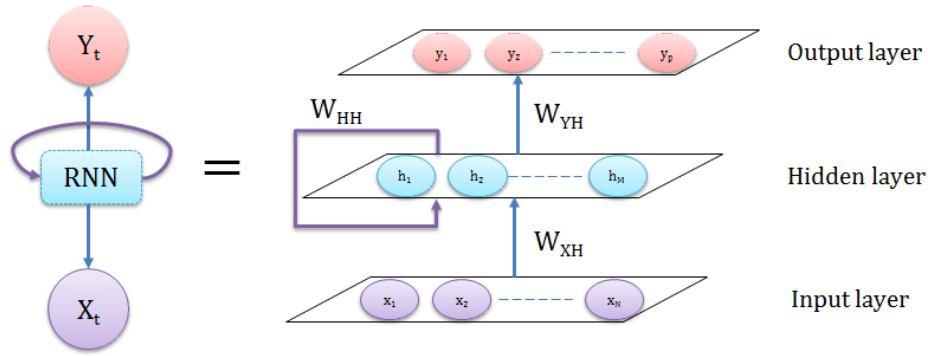 Yt
RNN
Xt
=
y1 y2 yp
Output layer
WHH
WYH
h1 h2 hM
Hidden layer
WXH
x1 x2 xN
Input layer